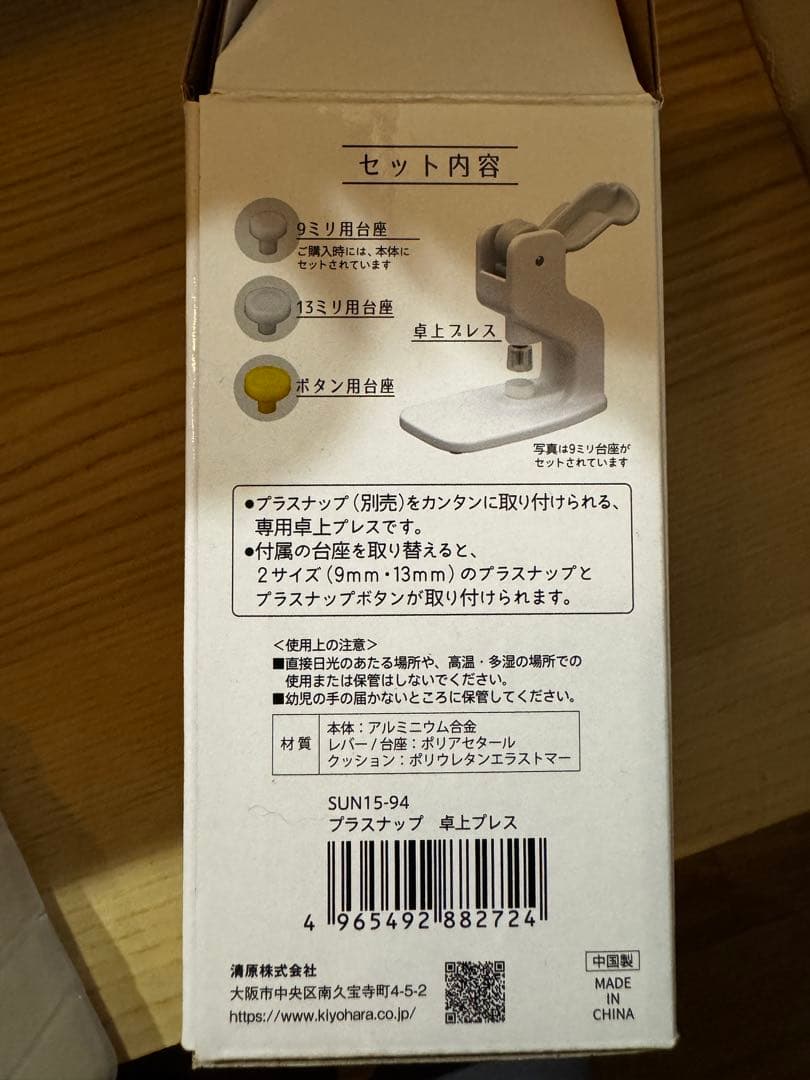 セット内容
9ミリ用台座
ご購入時には、本体に
セットされています
13ミリ用台座
卓上プレス
ボタン用台座
写真は9ミリ台座が
セットされています
●プラスナップ(別売)をカンタンに取り付けられる、
専用卓上プレスです。
●付属の台座を取り替えると、
2サイズ(9mm・13mm)のプラスナップと
プラスナップボタンが取り付けられます。
＜使用上の注意＞
■直接日光のあたる場所や、高温・多湿の場所での
使用または保管はしないでください。
■幼児の手の届かないところに保管してください。
材質
本体：アルミニウム合金
レバー/台座：ポリアセタール
クッション：ポリウレタンエラストマー
SUN15-94
プラスナップ 卓上プレス
4 965492 882724
清原株式会社
大阪市中央区南久宝寺町4-5-2
https://www.kiyohara.co.jp/
中国製
MADE
IN
CHINA